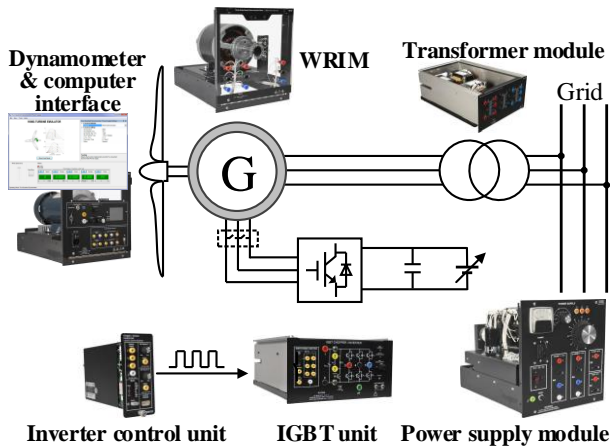 Dynamometer
& computer
interface
WRIM
Transformer module
Grid
G
Inverter control unit
IGBT unit
Power supply module